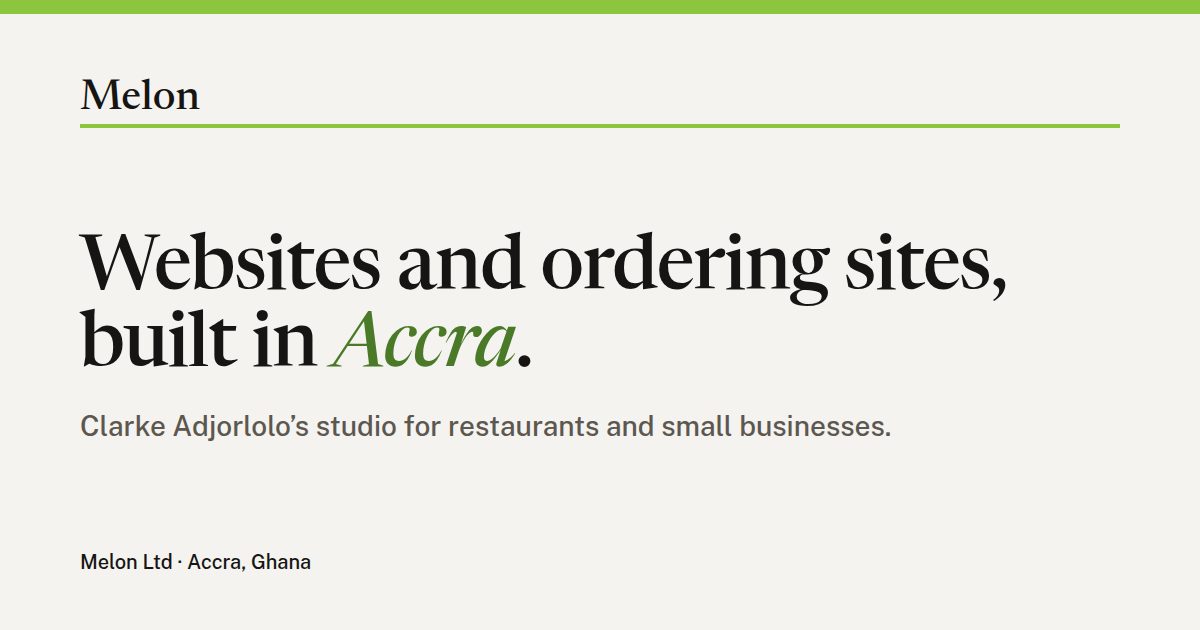 Melon
Websites and ordering sites,
built in Accra.
Clarke Adjorlolo’s studio for restaurants and small businesses.
Melon Ltd · Accra, Ghana